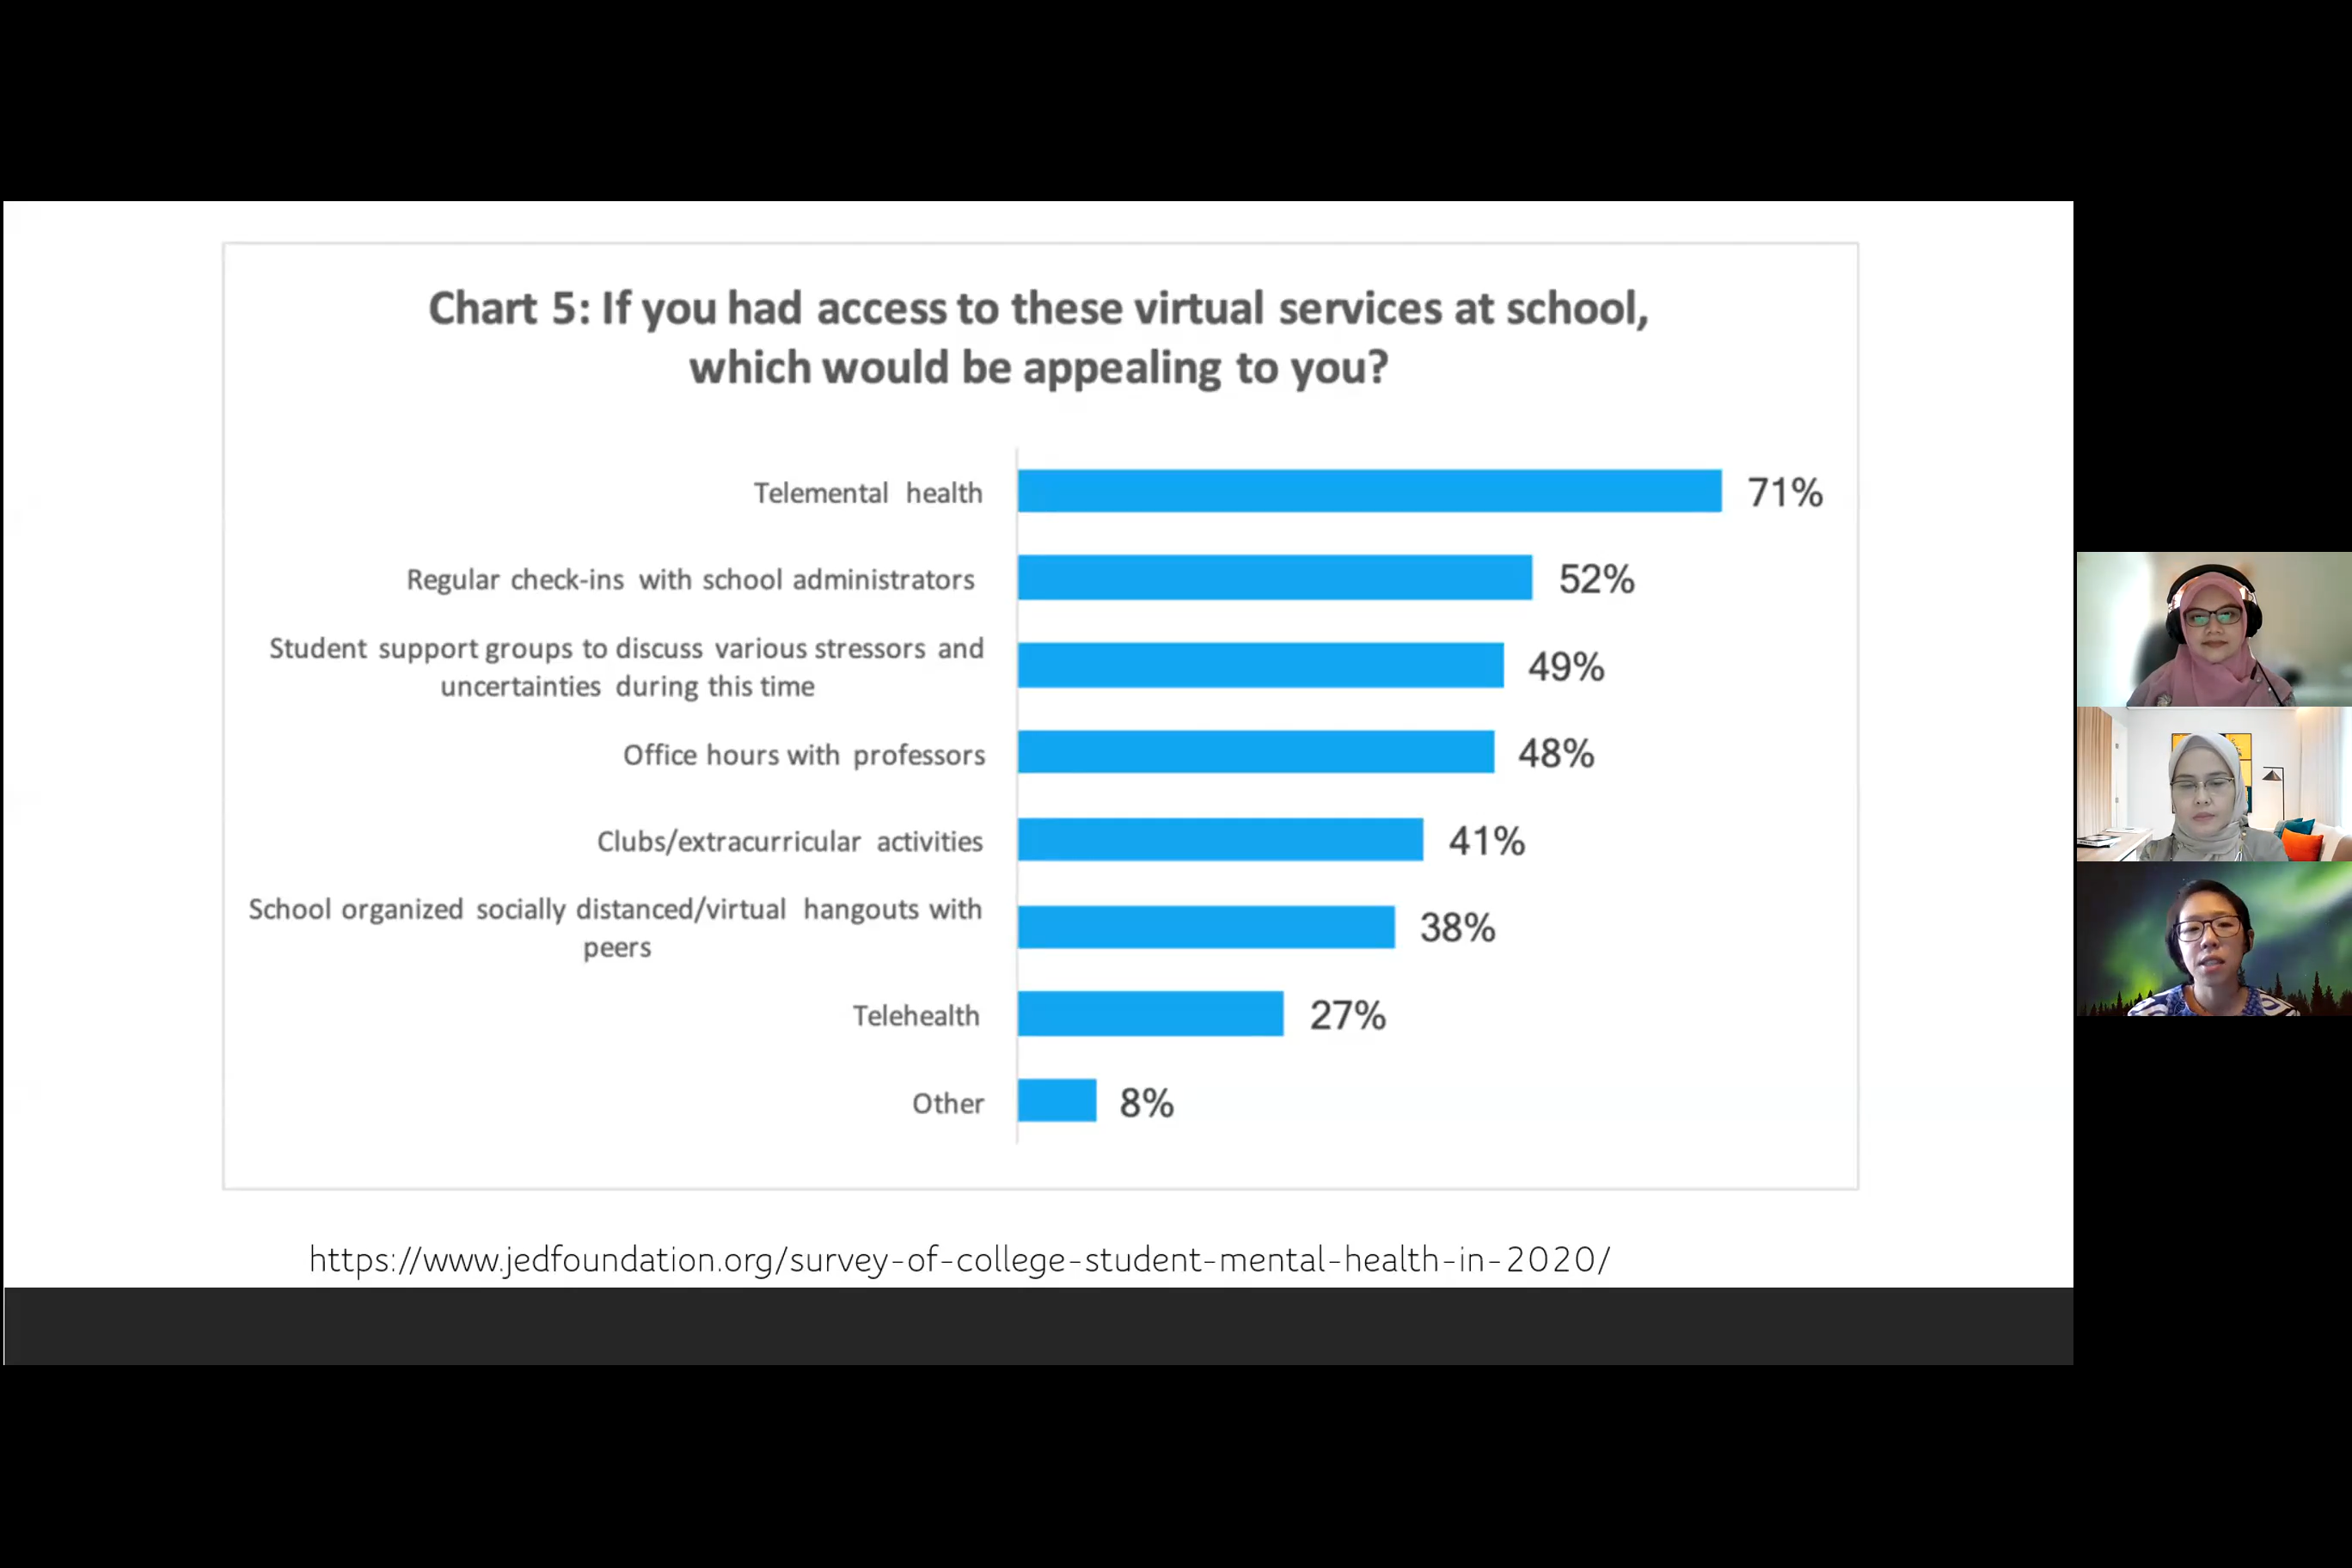 Chart 5: If you had access to these virtual services at school,
which would be appealing to you?
Telemental health 71%
Regular check-ins with school administrators 52%
Student support groups to discuss various stressors and
uncertainties during this time 49%
Office hours with professors 48%
Clubs/extracurricular activities 41%
School organized socially distanced/virtual hangouts with
peers 38%
Telehealth 27%
Other 8%
https://www.jedfoundation.org/survey-of-college-student-mental-health-in-2020/